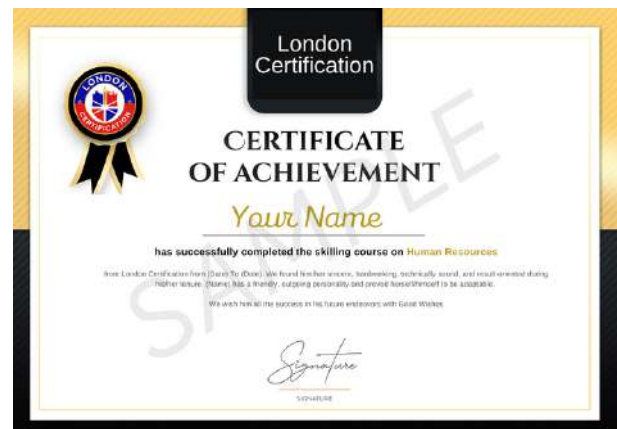 London
Certification
LONDON
CERTIFICATION
CERTIFICATE
OF ACHIEVEMENT
Your Name
has successfully completed the skilling course on Human Resources
from London Certification from (Date) To (Date). We found him/her sincere, hardworking, technically sound, and result-oriented during
his/her tenure. (Name) has a friendly, outgoing personality and proved herself/himself to be adaptable.
We wish him all the success in his future endeavors with Good Wishes
SAMPLE
Signature
SIGNATURE